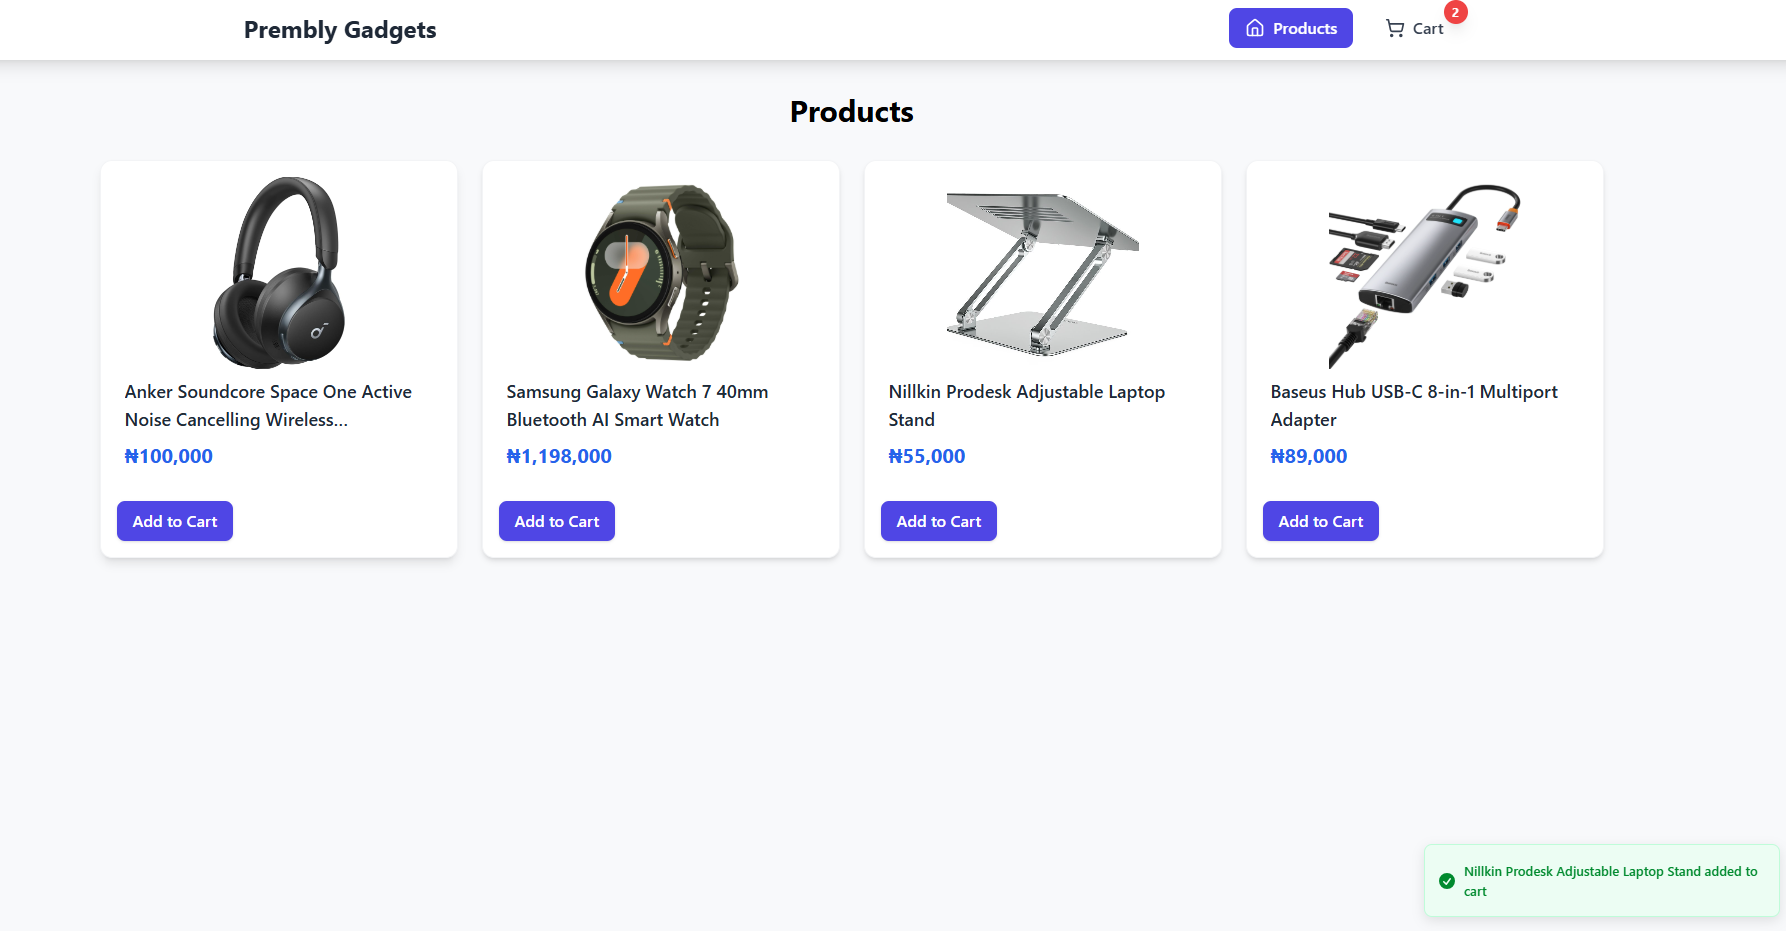 Prembly Gadgets
Products
Cart
2
Products
Anker Soundcore Space One Active
Noise Cancelling Wireless...
₦100,000
Add to Cart
Samsung Galaxy Watch 7 40mm
Bluetooth AI Smart Watch
₦1,198,000
Add to Cart
Nillkin Prodesk Adjustable Laptop
Stand
₦55,000
Add to Cart
Baseus Hub USB-C 8-in-1 Multiport
Adapter
₦89,000
Add to Cart
Nillkin Prodesk Adjustable Laptop Stand added to
cart